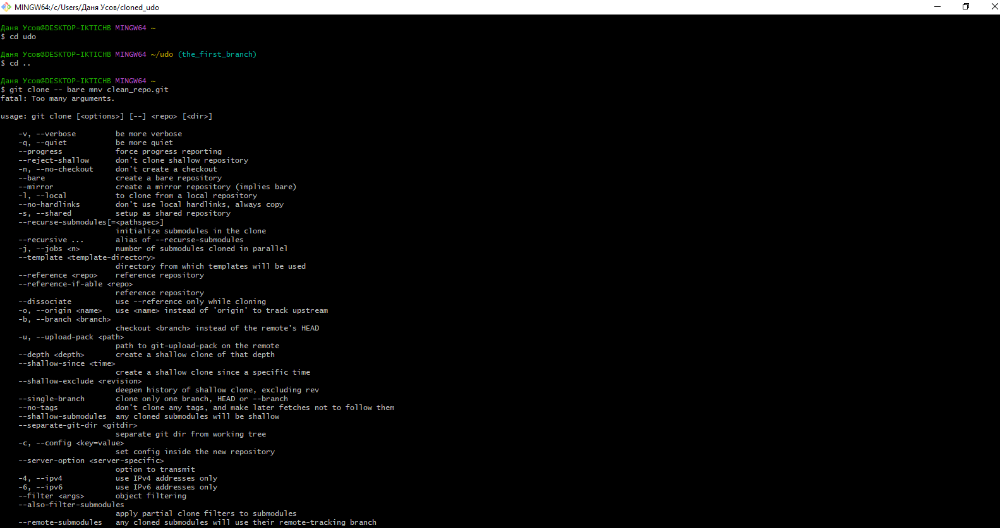 MINGW64:/c/Users/Даня Усов/cloned_udo
Даня Усов@DESKTOP-IKTICHB MINGW64 ~
$ cd udo
Даня Усов@DESKTOP-IKTICHB MINGW64 ~/udo (the_first_branch)
$ cd ..
Даня Усов@DESKTOP-IKTICHB MINGW64 ~
$ git clone -- bare mnv clean_repo.git
fatal: Too many arguments.
usage: git clone [<options>] [--] <repo> [<dir>]
-v, --verbose be more verbose
-q, --quiet be more quiet
--progress force progress reporting
--reject-shallow don't clone shallow repository
-n, --no-checkout don't create a checkout
--bare create a bare repository
--mirror create a mirror repository (implies bare)
-l, --local to clone from a local repository
--no-hardlinks don't use local hardlinks, always copy
-s, --shared setup as shared repository
--recurse-submodules[=<pathspec>]
initialize submodules in the clone
--recursive ... alias of --recurse-submodules
-j, --jobs <n> number of submodules cloned in parallel
--template <template-directory>
directory from which templates will be used
--reference <repo> reference repository
--reference-if-able <repo>
reference repository
--dissociate use --reference only while cloning
-o, --origin <name> use <name> instead of 'origin' to track upstream
-b, --branch <branch>
checkout <branch> instead of the remote's HEAD
-u, --upload-pack <path>
path to git-upload-pack on the remote
--depth <depth> create a shallow clone of that depth
--shallow-since <time>
create a shallow clone since a specific time
--shallow-exclude <revision>
deepen history of shallow clone, excluding rev
--single-branch clone only one branch, HEAD or --branch
--no-tags don't clone any tags, and make later fetches not to follow them
--shallow-submodules any cloned submodules will be shallow
--separate-git-dir <gitdir>
separate git dir from working tree
-c, --config <key=value>
set config inside the new repository
--server-option <server-specific>
option to transmit
-4, --ipv4 use IPv4 addresses only
-6, --ipv6 use IPv6 addresses only
--filter <args> object filtering
--also-filter-submodules
apply partial clone filters to submodules
--remote-submodules any cloned submodules will use their remote-tracking branch